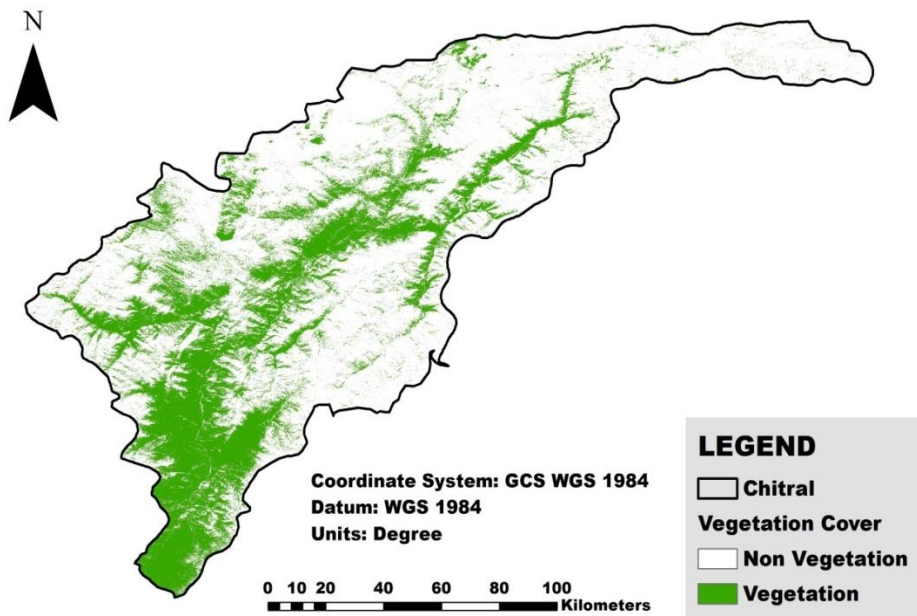 N
Coordinate System: GCS WGS 1984
Datum: WGS 1984
Units: Degree
0 10 20 40 60 80 100
Kilometers
LEGEND
Chitral
Vegetation Cover
Non Vegetation
Vegetation